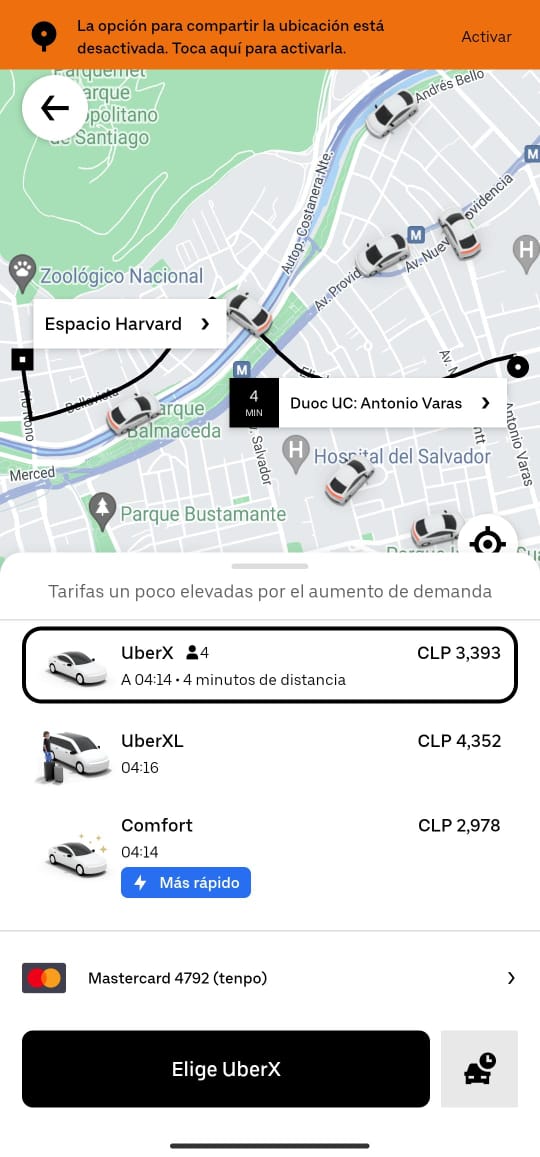 La opción para compartir la ubicación está
desactivada. Toca aquí para activarla.
Activar
Parquemet
Parque
Metropolitano
de Santiago
Andrés Bello
Autop. Costanera Nte.
M
Providencia
M
Av. Nuev
Av. Provid
H
Zoológico Nacional
Espacio Harvard
M
4
MIN
Duoc UC: Antonio Varas
Bellavista
Pío Nono
Parque
Balmaceda
. Salvador
H
Hospital del Salvador
Antonio Varas
Merced
Parque Bustamante
Tarifas un poco elevadas por el aumento de demanda
UberX 4
CLP 3,393
A 04:14 • 4 minutos de distancia
UberXL
CLP 4,352
04:16
Comfort
CLP 2,978
04:14
Más rápido
Mastercard 4792 (tenpo)
Elige UberX